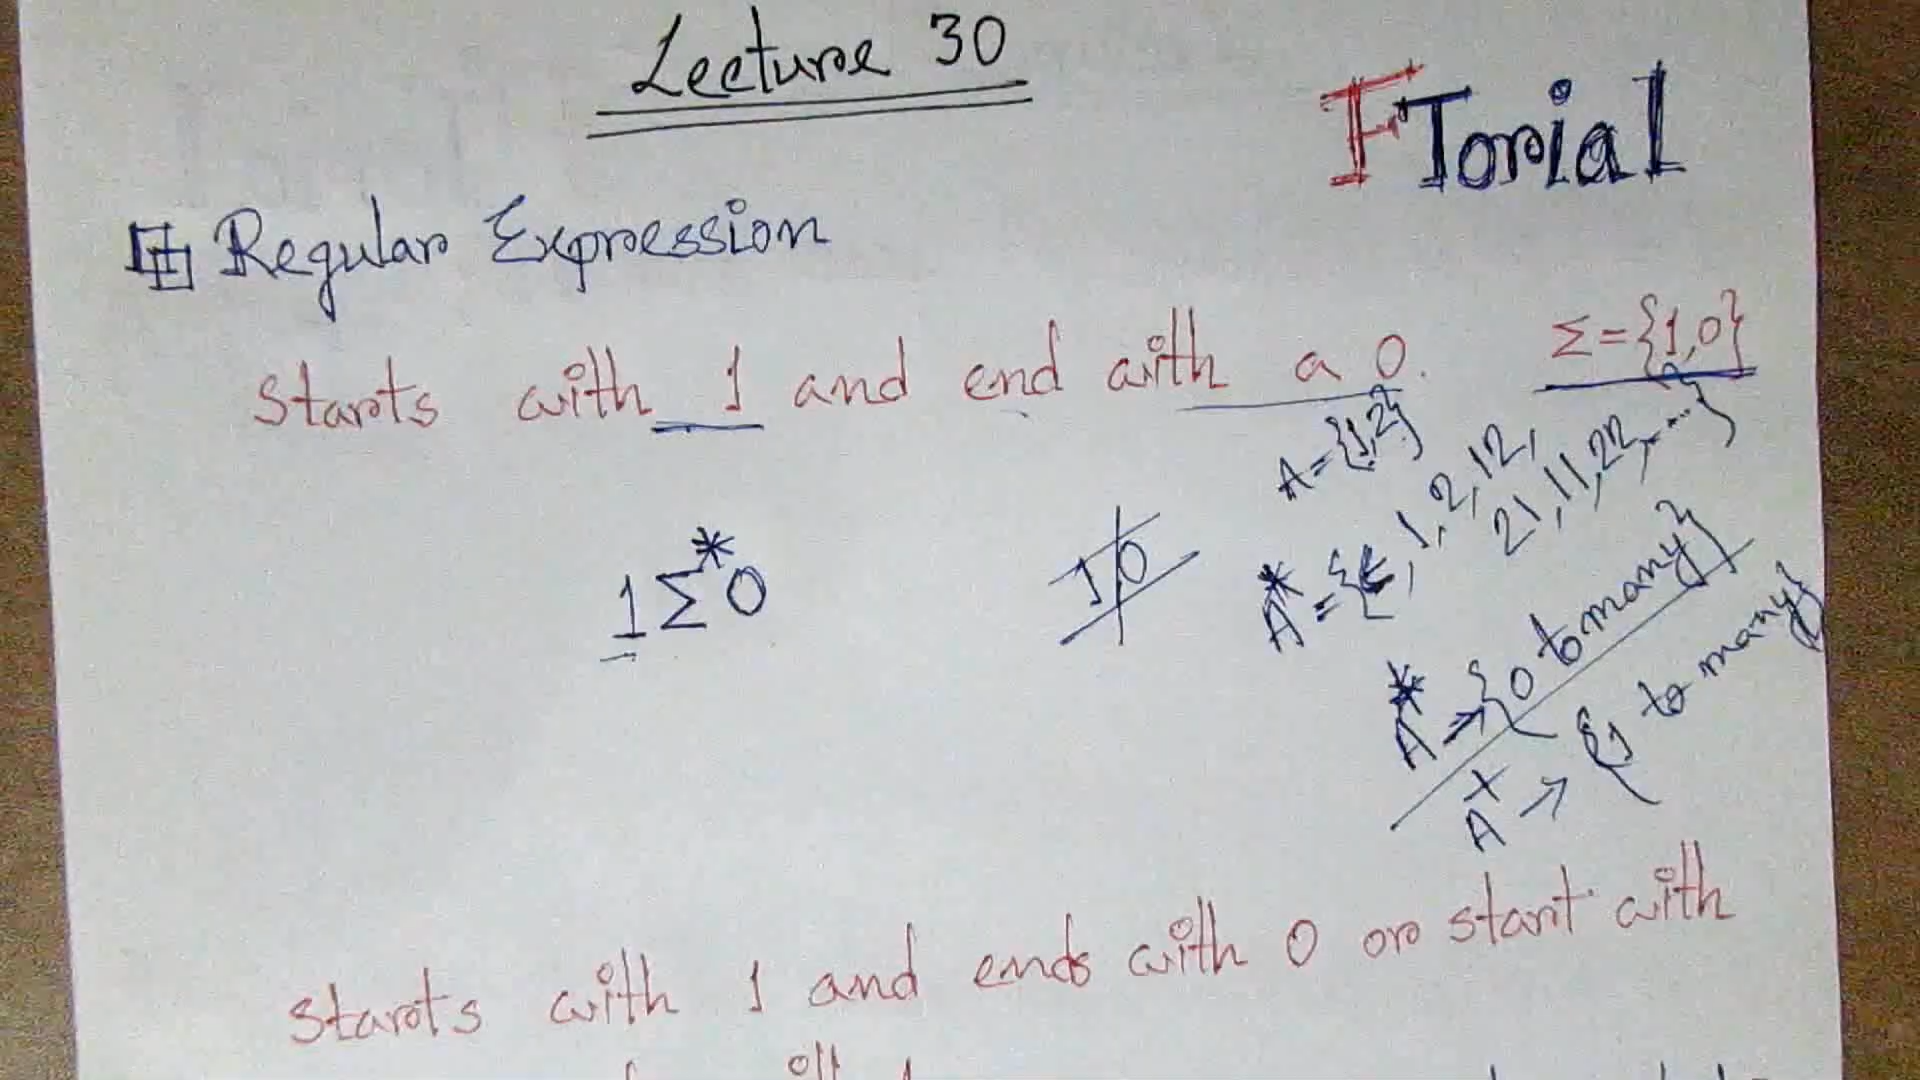 Lecture 30
FTorial
Regular Expression
starts with 1 and end with a 0.
Σ={1,0}
A={1,2}
A*={ε, 1, 2, 12,
21, 11, 22, ...}
1Σ*0
1,0
A*→{0 to many}
A+→{1 to many}
starts with 1 and ends with 0 or start with